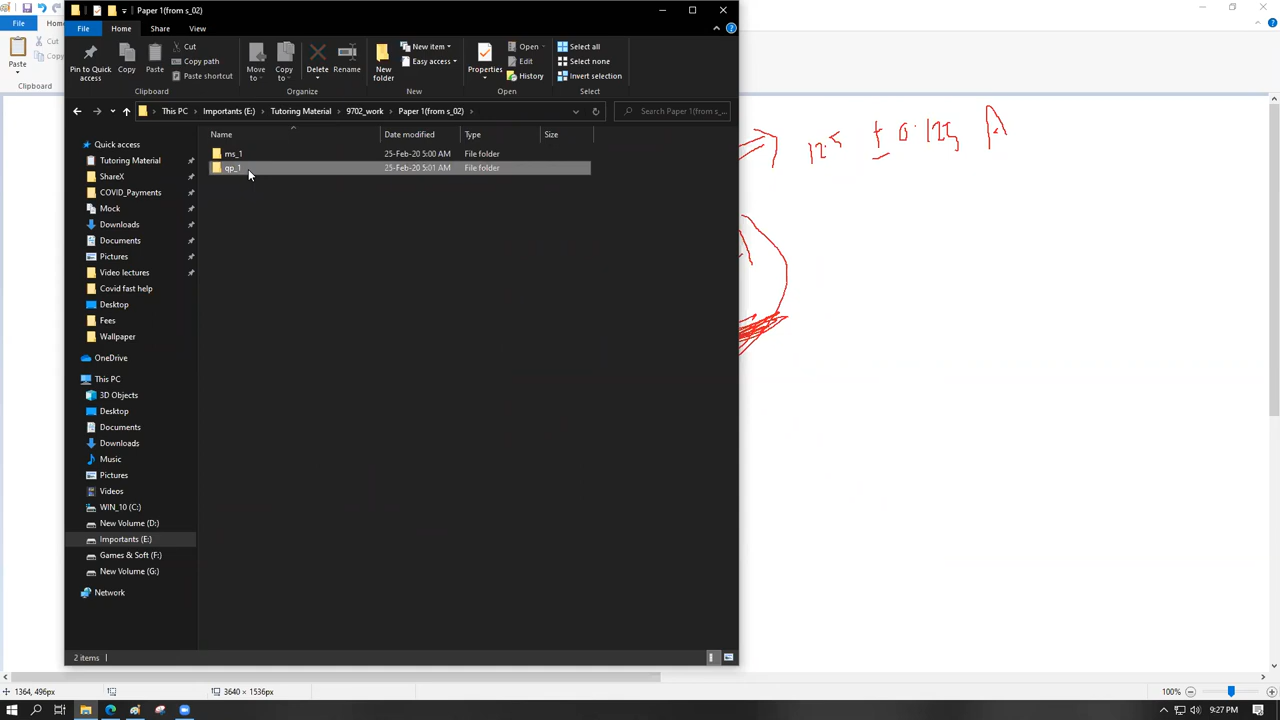 Paper 1(from s_02)
File
Home
Share
View
File
Home
Paste
Cut
Clipboard
Pin to Quick access
Copy
Paste
Cut
Copy path
Paste shortcut
Clipboard
Move to
Copy to
Delete
Rename
Organize
New folder
New item
Easy access
New
Properties
Open
Edit
History
Open
Select all
Select none
Invert selection
Select
This PC
Importants (E:)
Tutoring Material
9702_work
Paper 1(from s_02)
Search Paper 1(from s_...
Name
Date modified
Type
Size
ms_1
25-Feb-20 5:00 AM
File folder
qp_1
25-Feb-20 5:01 AM
File folder
Quick access
Tutoring Material
ShareX
COVID_Payments
Mock
Downloads
Documents
Pictures
Video lectures
Covid fast help
Desktop
Fees
Wallpaper
OneDrive
This PC
3D Objects
Desktop
Documents
Downloads
Music
Pictures
Videos
WIN_10 (C:)
New Volume (D:)
Importants (E:)
Games & Soft (F:)
New Volume (G:)
Network
2 items
12.5 ± 0.125 A
1364, 496px
3640 × 1536px
100%
9:27 PM